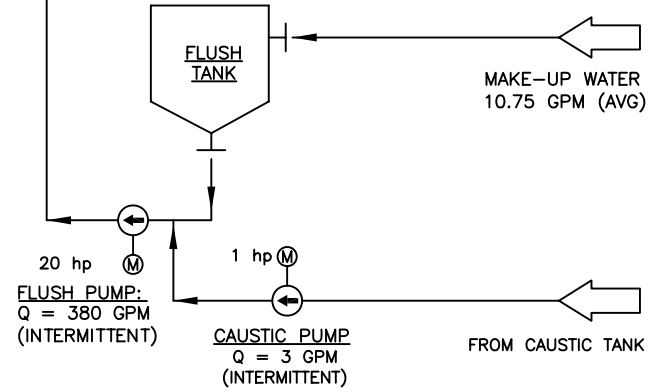 FLUSH
TANK
MAKE-UP WATER
10.75 GPM (AVG)
20 hp
M
1 hp M
FLUSH PUMP:
Q = 380 GPM
(INTERMITTENT)
CAUSTIC PUMP
Q = 3 GPM
(INTERMITTENT)
FROM CAUSTIC TANK